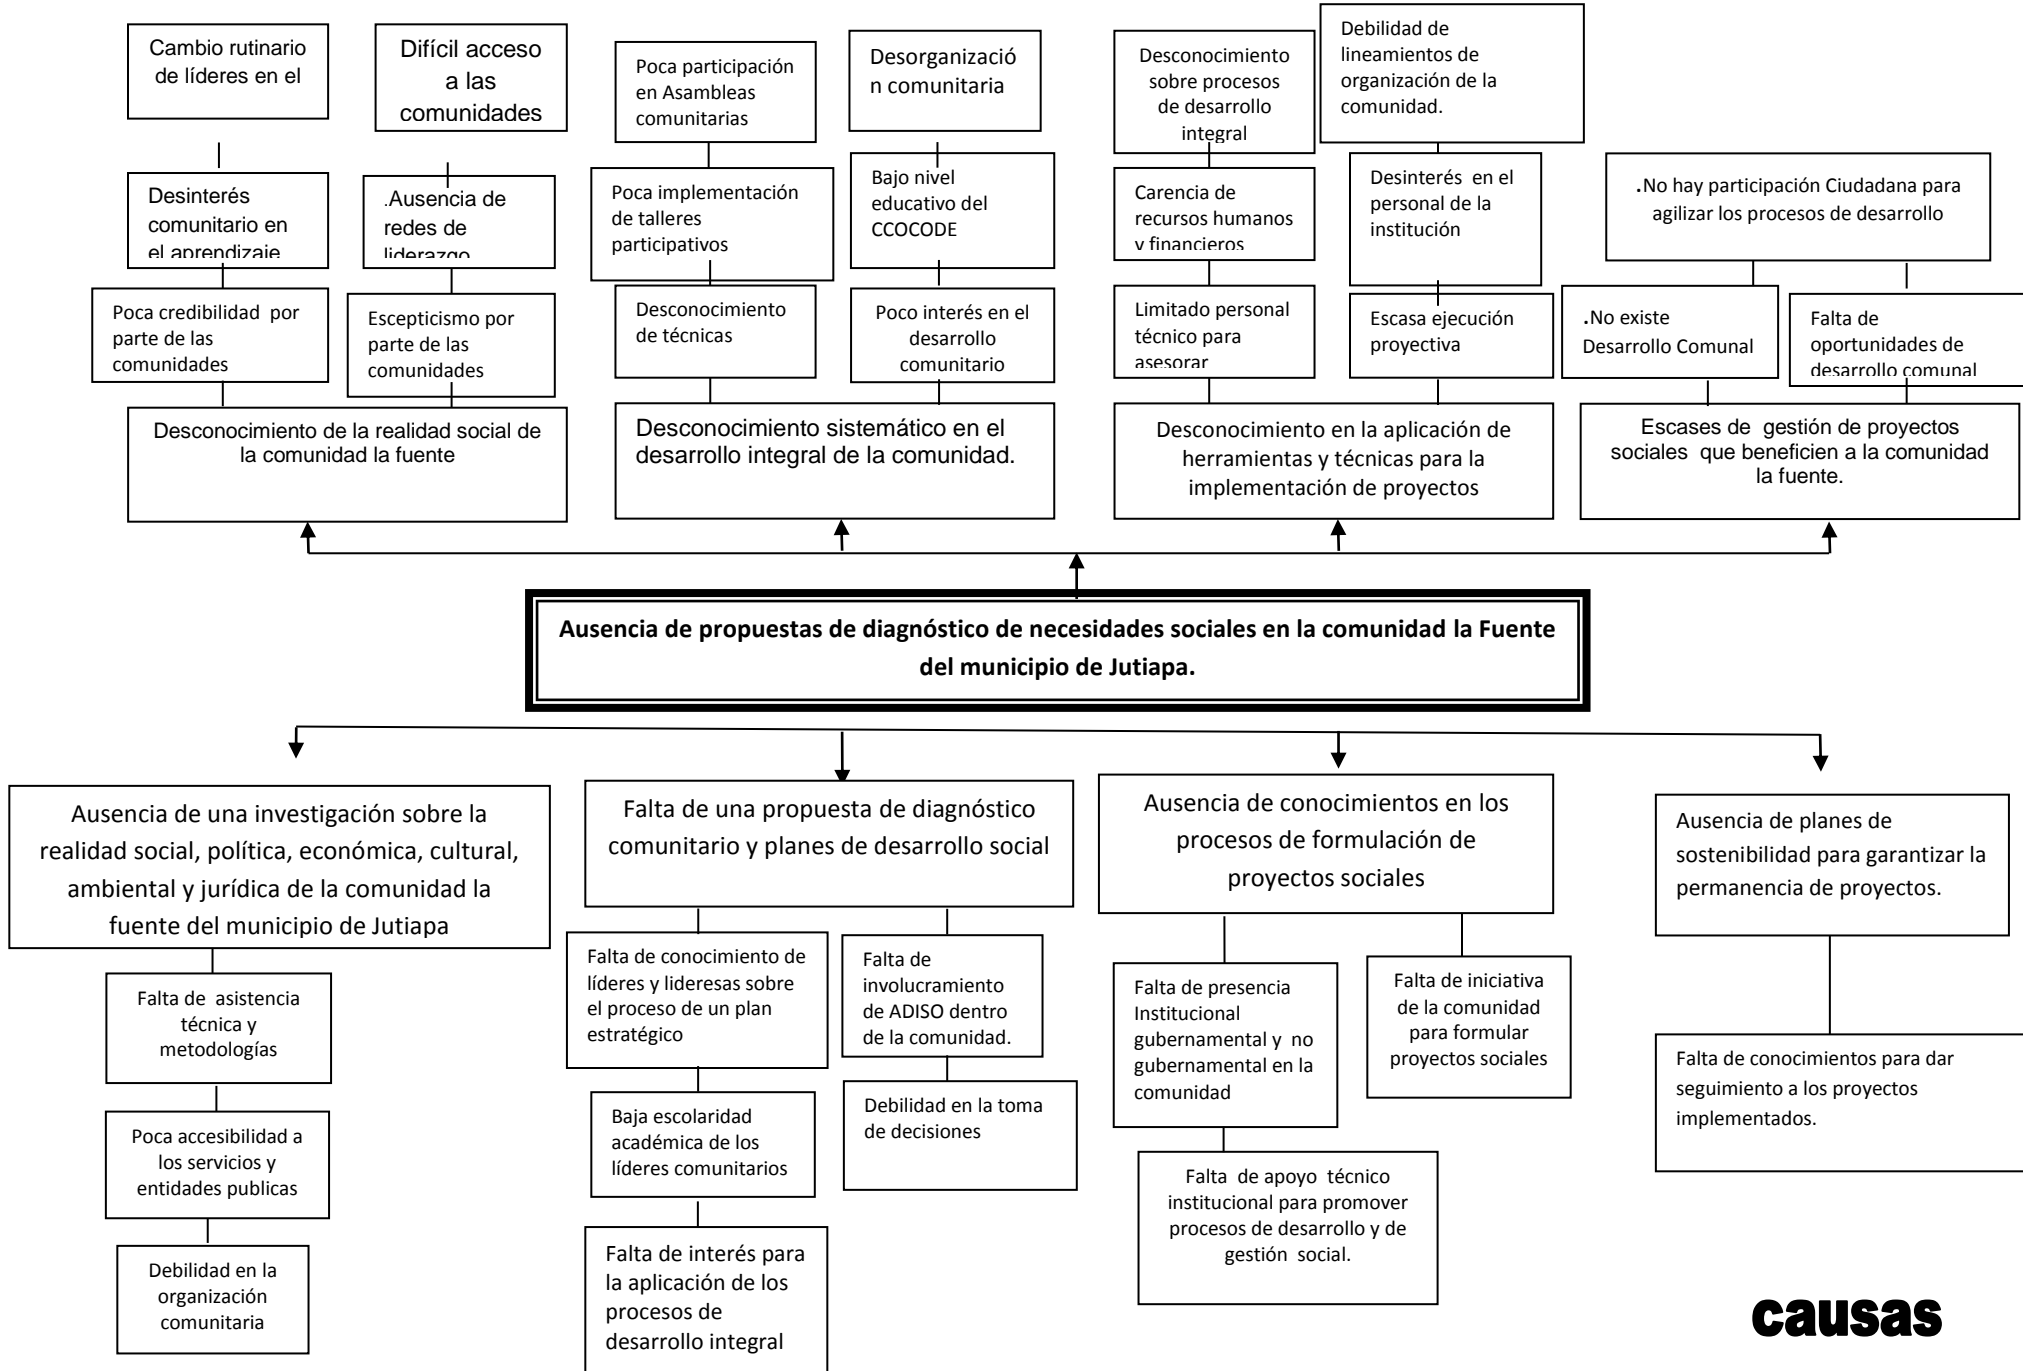 Cambio rutinario
de líderes en el
Difícil acceso
a las
comunidades
Poca participación
en Asambleas
comunitarias
Desorganizació
n comunitaria
Desconocimiento
sobre procesos
de desarrollo
integral
Debilidad de
lineamientos de
organización de la
comunidad.
Desinterés
comunitario en
el aprendizaje
.Ausencia de
redes de
liderazgo
Poca implementación
de talleres
participativos
Bajo nivel
educativo del
CCOCODE
Carencia de
recursos humanos
y financieros
Desinterés en el
personal de la
institución
.No hay participación Ciudadana para
agilizar los procesos de desarrollo
Poca credibilidad por
parte de las
comunidades
Escepticismo por
parte de las
comunidades
Desconocimiento
de técnicas
Poco interés en el
desarrollo
comunitario
Limitado personal
técnico para
asesorar
Escasa ejecución
proyectiva
.No existe
Desarrollo Comunal
Falta de
oportunidades de
desarrollo comunal
Desconocimiento de la realidad social de
la comunidad la fuente
Desconocimiento sistemático en el
desarrollo integral de la comunidad.
Desconocimiento en la aplicación de
herramientas y técnicas para la
implementación de proyectos
Escases de gestión de proyectos
sociales que beneficien a la comunidad
la fuente.
Ausencia de propuestas de diagnóstico de necesidades sociales en la comunidad la Fuente
del municipio de Jutiapa.
Ausencia de una investigación sobre la
realidad social, política, económica, cultural,
ambiental y jurídica de la comunidad la
fuente del municipio de Jutiapa
Falta de una propuesta de diagnóstico
comunitario y planes de desarrollo social
Ausencia de conocimientos en los
procesos de formulación de
proyectos sociales
Ausencia de planes de
sostenibilidad para garantizar la
permanencia de proyectos.
Falta de asistencia
técnica y
metodologías
Falta de conocimiento de
líderes y lideresas sobre
el proceso de un plan
estratégico
Falta de
involucramiento
de ADISO dentro
de la comunidad.
Falta de presencia
Institucional
gubernamental y no
gubernamental en la
comunidad
Falta de iniciativa
de la comunidad
para formular
proyectos sociales
Falta de conocimientos para dar
seguimiento a los proyectos
implementados.
Poca accesibilidad a
los servicios y
entidades publicas
Baja escolaridad
académica de los
líderes comunitarios
Debilidad en la toma
de decisiones
Falta de apoyo técnico
institucional para promover
procesos de desarrollo y de
gestión social.
Debilidad en la
organización
comunitaria
Falta de interés para
la aplicación de los
procesos de
desarrollo integral
causas